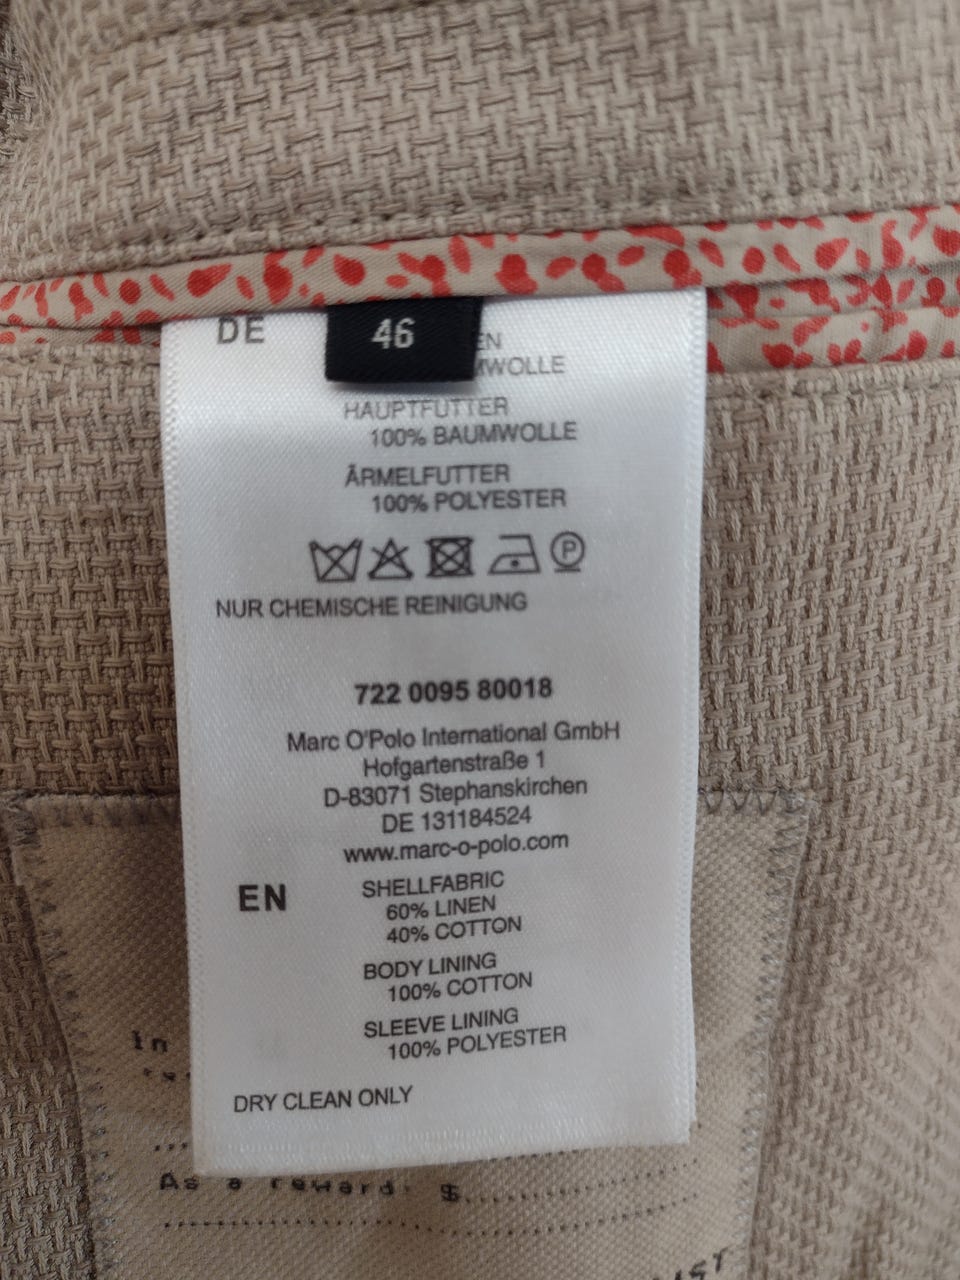 DE
46
HAUPTFUTTER
100% BAUMWOLLE
ÄRMELFUTTER
100% POLYESTER
P
NUR CHEMISCHE REINIGUNG
722 0095 80018
Marc O'Polo International GmbH
Hofgartenstraße 1
D-83071 Stephanskirchen
DE 131184524
www.marc-o-polo.com
EN
SHELLFABRIC
60% LINEN
40% COTTON
BODY LINING
100% COTTON
SLEEVE LINING
100% POLYESTER
DRY CLEAN ONLY
In
As a reward: $